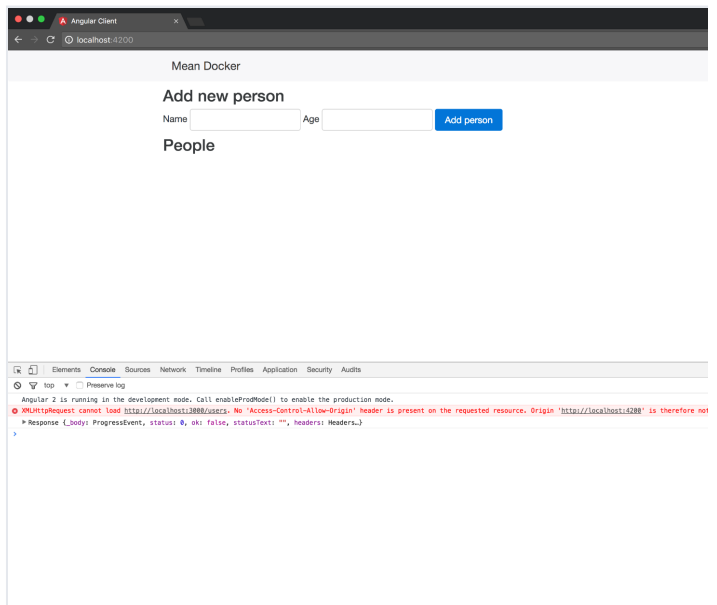 Angular Client
localhost:4200
Mean Docker
Add new person
Name Age Add person
People
Elements Console Sources Network Timeline Profiles Application Security Audits
top Preserve log
Angular 2 is running in the development mode. Call enableProdMode() to enable the production mode.
XMLHttpRequest cannot load http://localhost:3000/users. No 'Access-Control-Allow-Origin' header is present on the requested resource. Origin 'http://localhost:4200' is therefore not
Response {_body: ProgressEvent, status: 0, ok: false, statusText: "", headers: Headers…}